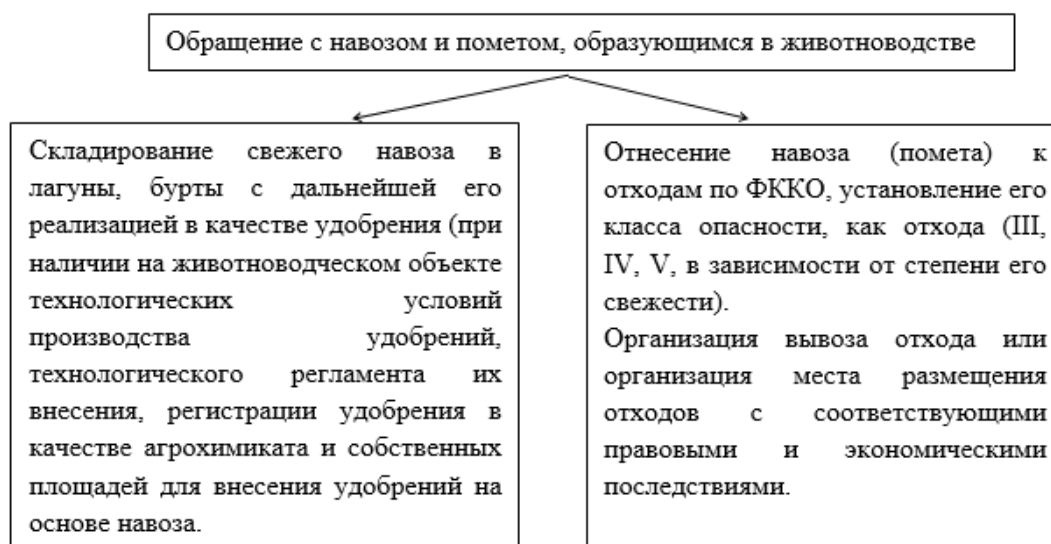 Обращение с навозом и пометом, образующимся в животноводстве
Складирование свежего навоза в
лагуны, бурты с дальнейшей его
реализацией в качестве удобрения (при
наличии на животноводческом объекте
технологических условий
производства удобрений,
технологического регламента их
внесения, регистрации удобрения в
качестве агрохимиката и собственных
площадей для внесения удобрений на
основе навоза.
Отнесение навоза (помета) к
отходам по ФККО, установление его
класса опасности, как отхода (III,
IV, V, в зависимости от степени его
свежести).
Организация вывоза отхода или
организация места размещения
отходов с соответствующими
правовыми и экономическими
последствиями.